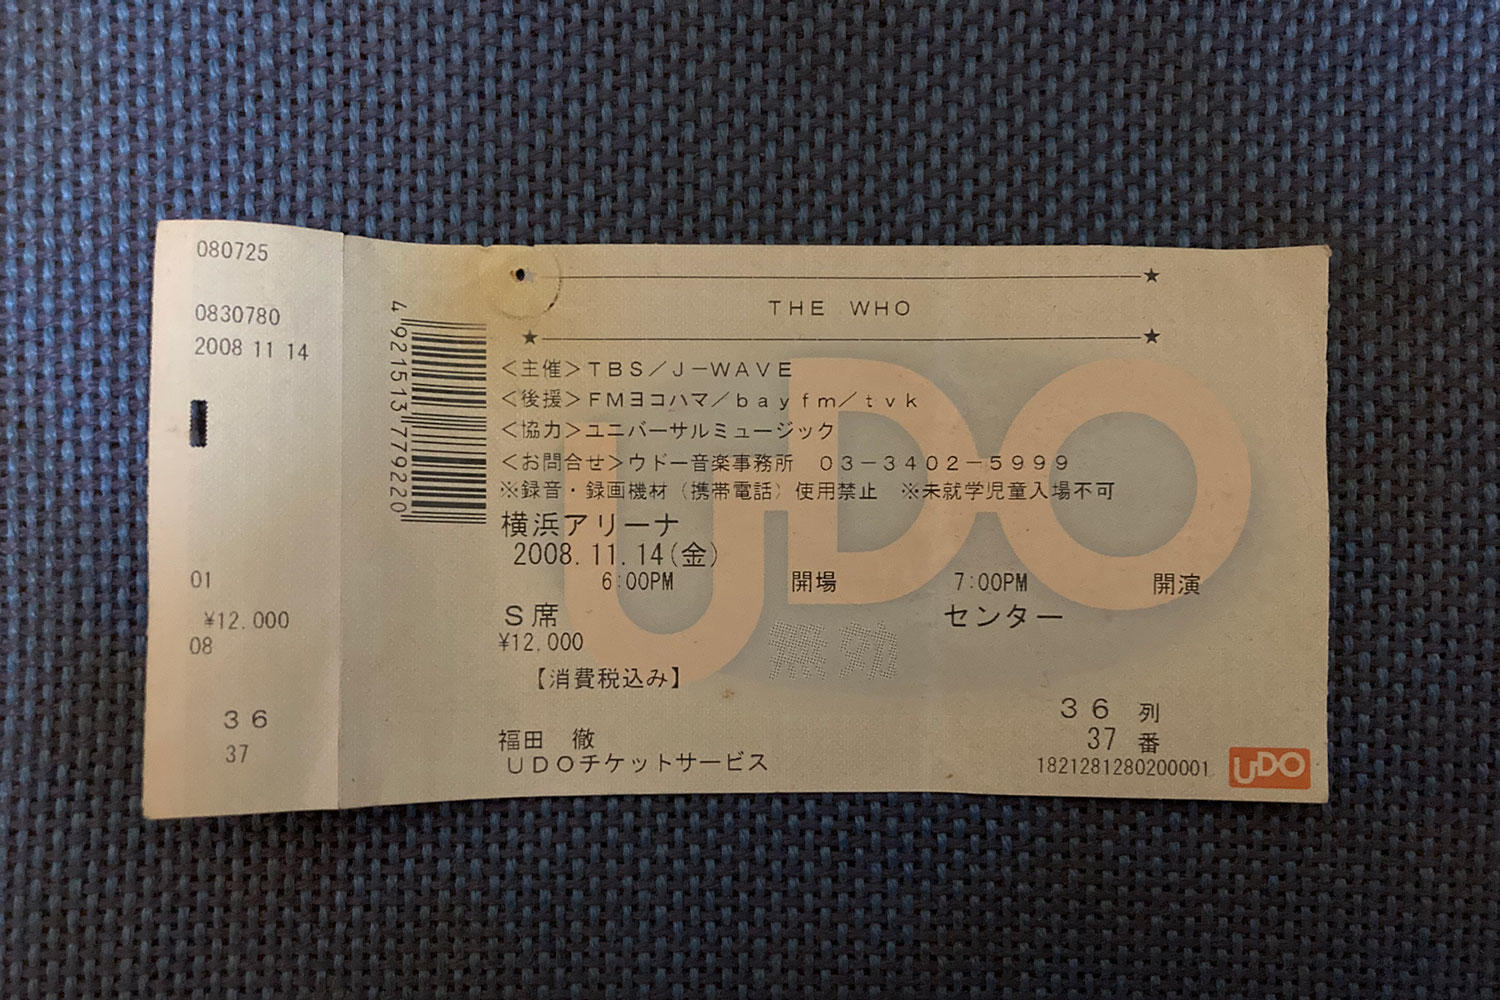 080725
0830780
2008 11 14
01
¥12,000
08
36
37
4921513779220
★ ★
THE WHO
★ ★
<主催>TBS/J-WAVE
<後援>FMヨコハマ/bayfm/tvk
<協力>ユニバーサルミュージック
<お問合せ>ウドー音楽事務所 03-3402-5999
※録音・録画機材(携帯電話)使用禁止 ※未就学児童入場不可
横浜アリーナ
2008.11.14(金)
6:00PM 開場 7:00PM 開演
S席 センター
¥12,000
【消費税込み】
36 列
37 番
福田 徹
UDOチケットサービス
1821281280200001
UDO
UDO